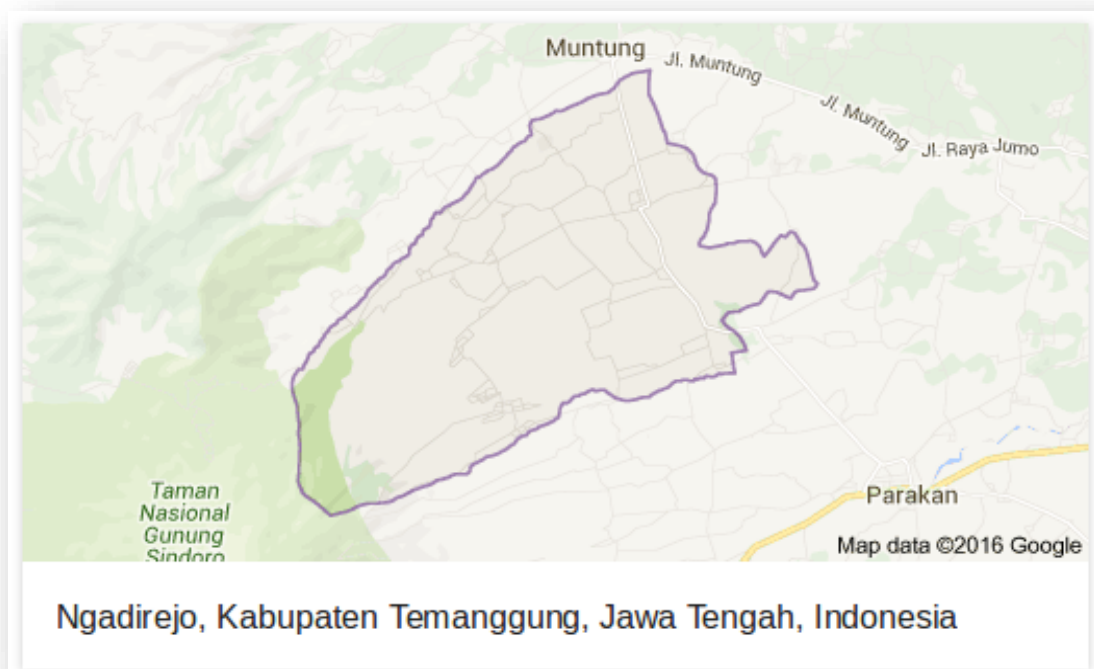 Muntung
Jl. Muntung
Jl. Muntung
Jl. Raya Jumo
Taman
Nasional
Gunung
Sindoro
Parakan
Map data ©2016 Google
Ngadirejo, Kabupaten Temanggung, Jawa Tengah, Indonesia